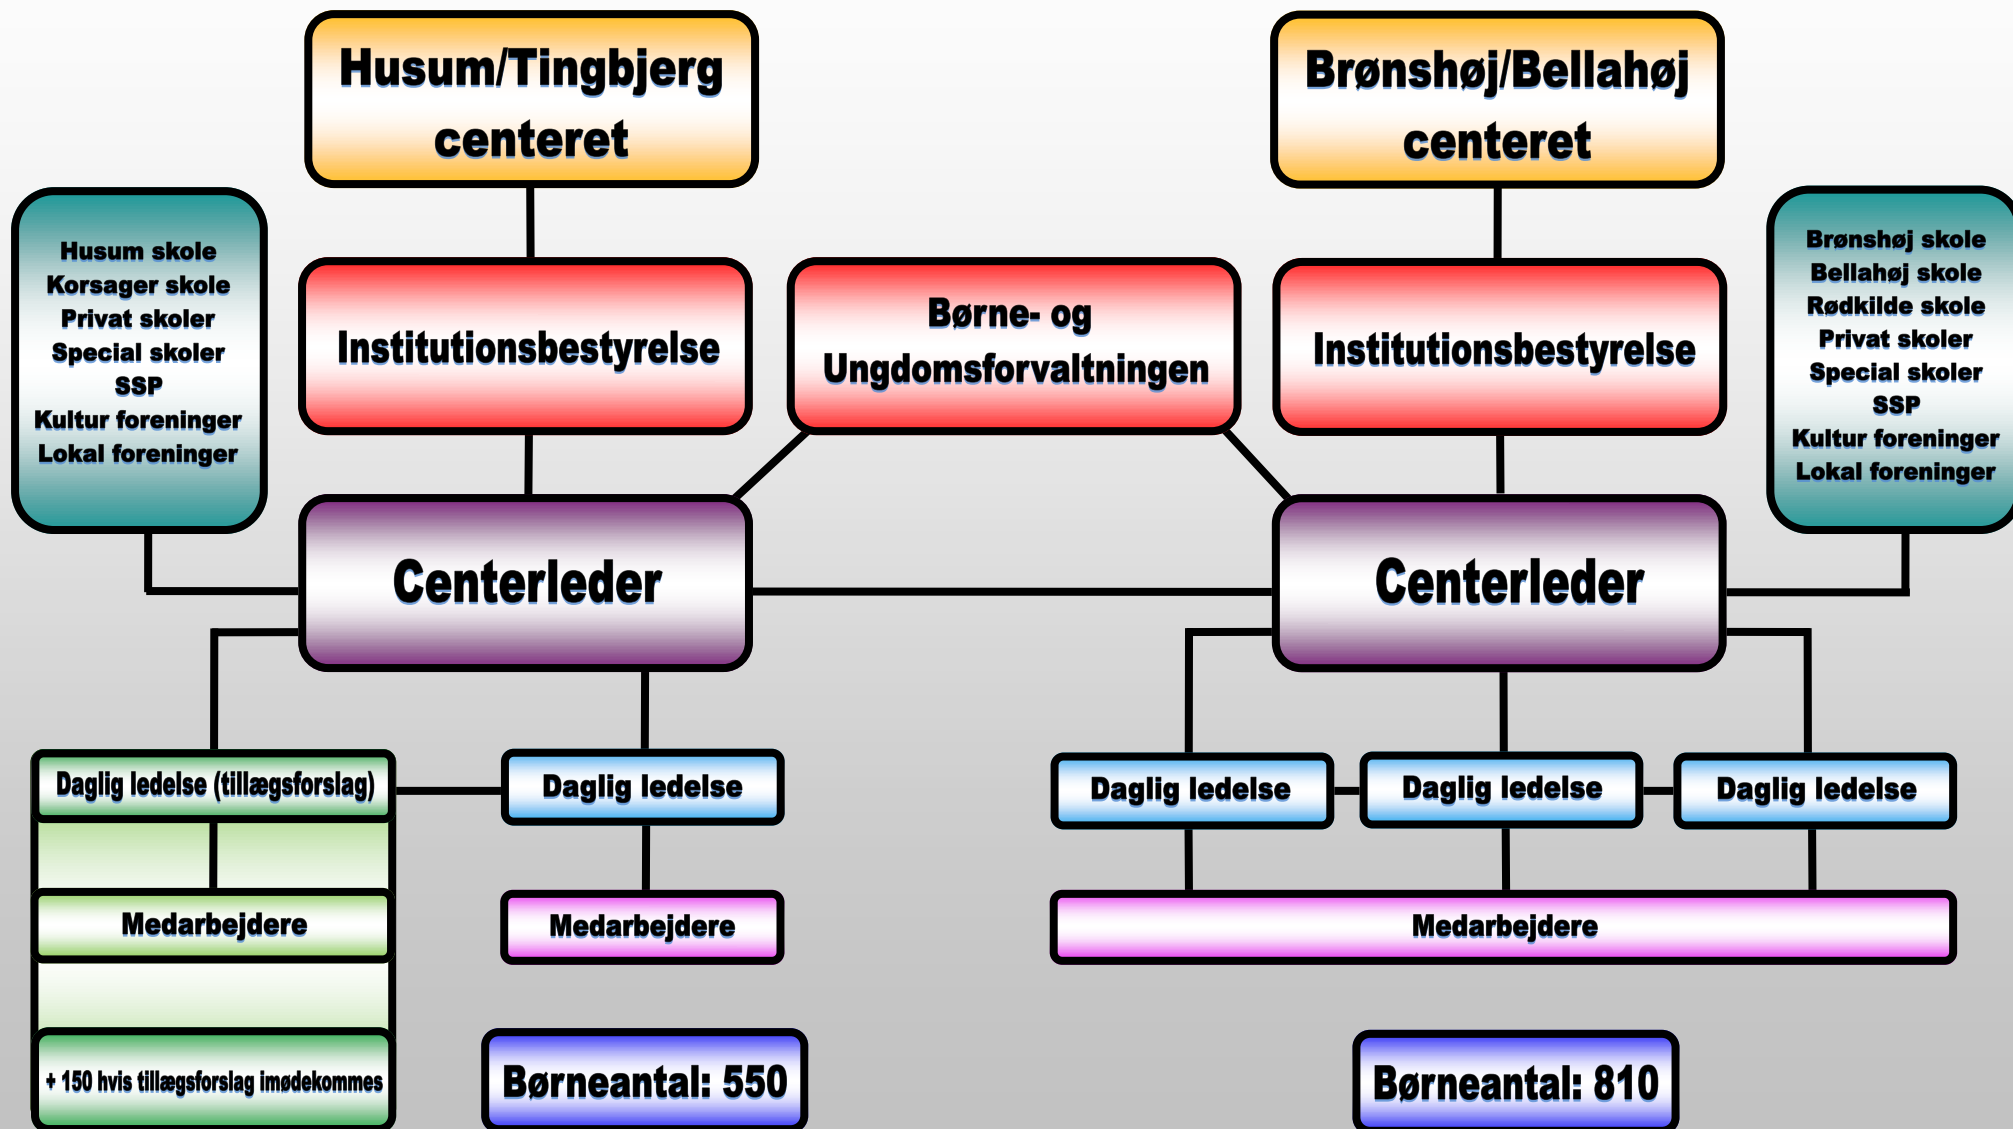 Husum/Tingbjerg
centeret
Brønshøj/Bellahøj
centeret
Husum skole
Korsager skole
Privat skoler
Special skoler
SSP
Kultur foreninger
Lokal foreninger
Institutionsbestyrelse
Børne- og
Ungdomsforvaltningen
Institutionsbestyrelse
Brønshøj skole
Bellahøj skole
Rødkilde skole
Privat skoler
Special skoler
SSP
Kultur foreninger
Lokal foreninger
Centerleder
Centerleder
Daglig ledelse (tillægsforslag)
Daglig ledelse
Daglig ledelse
Daglig ledelse
Daglig ledelse
Medarbejdere
Medarbejdere
Medarbejdere
+ 150 hvis tillægsforslag imødekommes
Børneantal: 550
Børneantal: 810